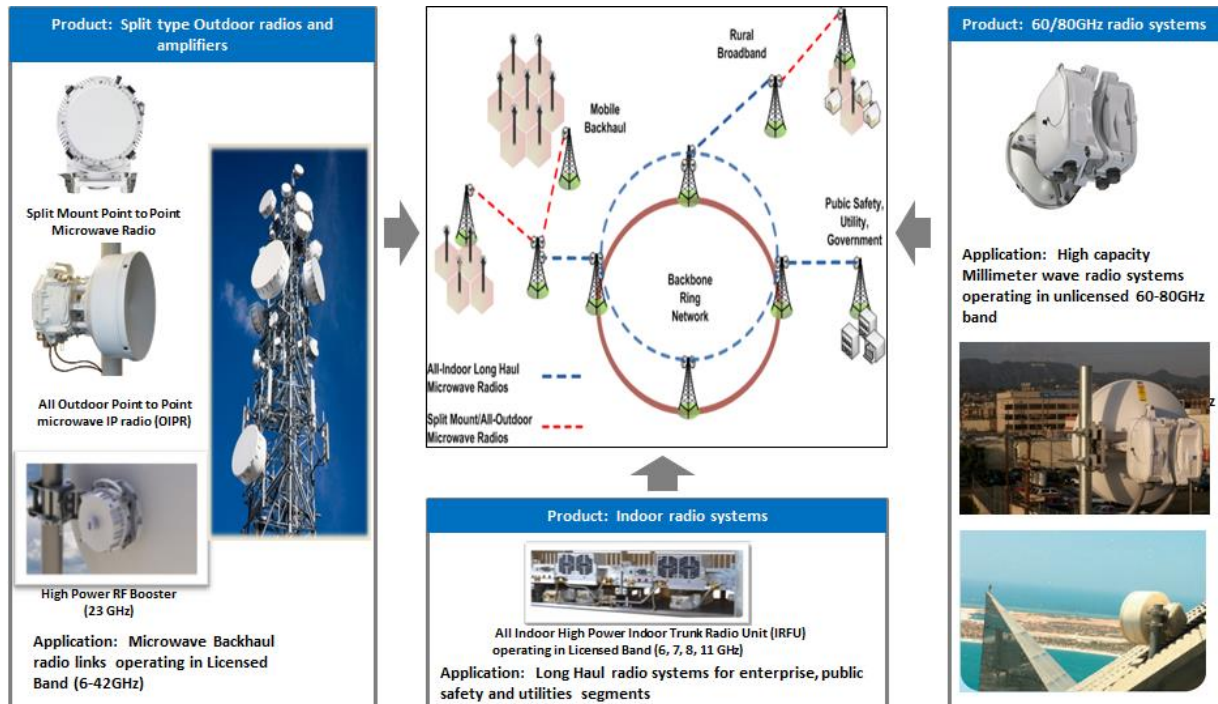 Product: Split type Outdoor radios and
amplifiers
Split Mount Point to Point
Microwave Radio
All Outdoor Point to Point
microwave IP radio (OIPR)
High Power RF Booster
(23 GHz)
Application: Microwave Backhaul
radio links operating in Licensed
Band (6-42GHz)
Rural
Broadband
Mobile
Backhaul
Pubic Safety,
Utility,
Government
Backbone
Ring
Network
All-Indoor Long Haul
Microwave Radios
Split Mount/All-Outdoor
Microwave Radios
Product: Indoor radio systems
All Indoor High Power Indoor Trunk Radio Unit (IRFU)
operating in Licensed Band (6, 7, 8, 11 GHz)
Application: Long Haul radio systems for enterprise, public
safety and utilities segments
Product: 60/80GHz radio systems
Application: High capacity
Millimeter wave radio systems
operating in unlicensed 60-80GHz
band
z